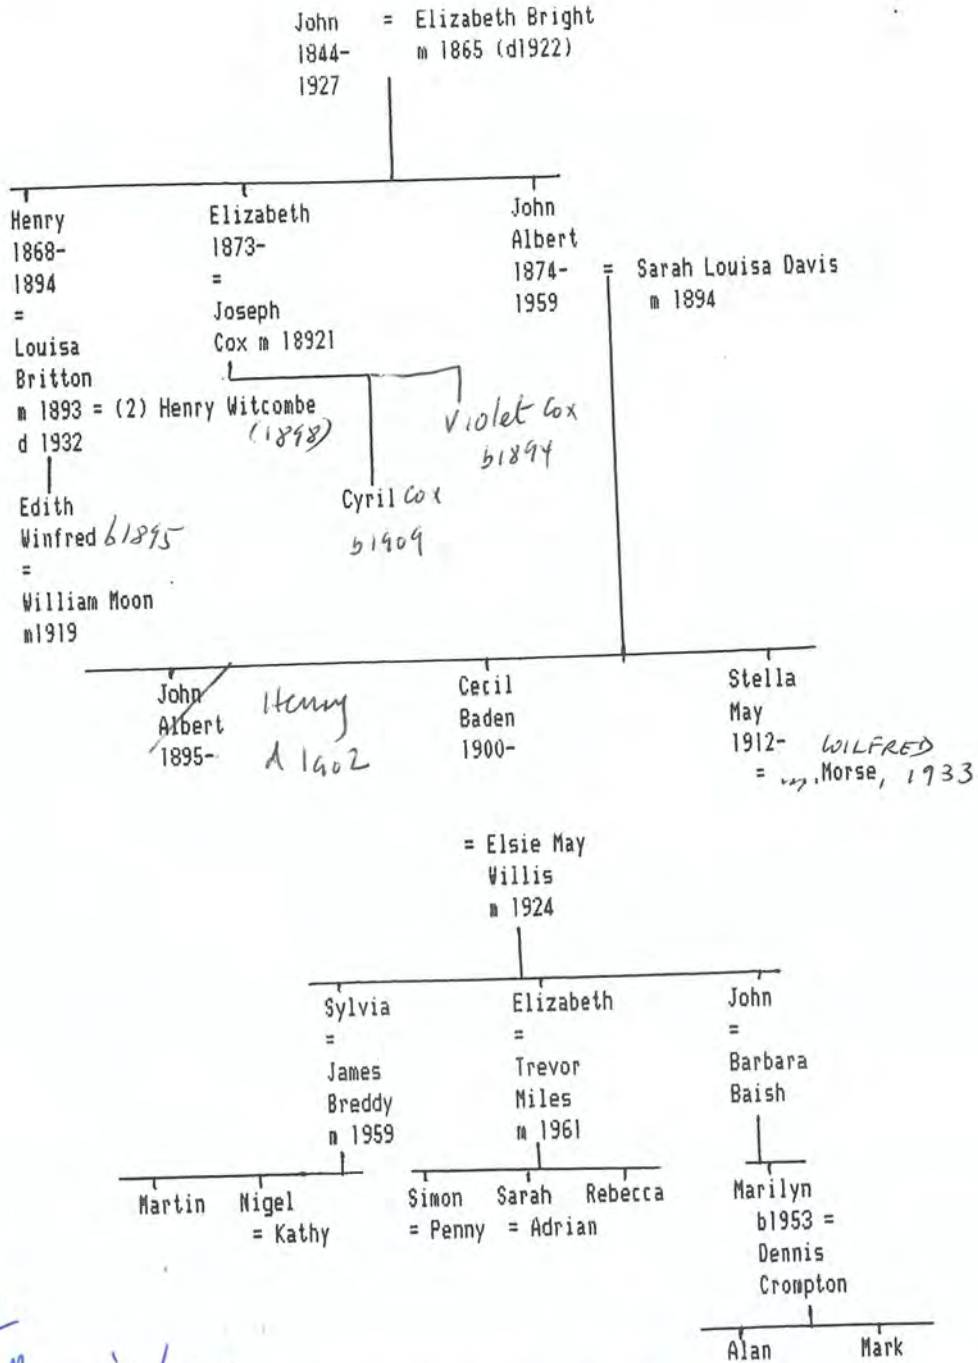 John = Elizabeth Bright
1844- m 1865 (d1922)
1927
Henry
1868-
1894
=
Louisa
Britton
m 1893 = (2) Henry Witcombe
d 1932 (1898)
Edith
Winfred b1895
=
William Moon
m1919
Elizabeth
1873-
=
Joseph
Cox m 18921
Violet Cox
b1894
Cyril Cox
b1909
John
Albert
1874- = Sarah Louisa Davis
1959 m 1894
John
Albert Henry
1895- d 1902
Cecil
Baden
1900-
Stella
May
1912- WILFRED
= Morse, 1933
= Elsie May
Willis
m 1924
Sylvia
=
James
Breddy
m 1959
Elizabeth
=
Trevor
Miles
m 1961
John
=
Barbara
Baish
Martin Nigel
= Kathy
Simon Sarah Rebecca
= Penny = Adrian
Marilyn
b1953 =
Dennis
Crompton
Alan Mark